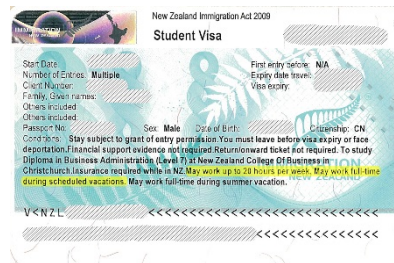 New Zealand Immigration Act 2009
IMMIGRATION
NEW ZEALAND
Student Visa
Start Date
First entry before: N/A
Number of Entries: Multiple
Expiry date travel:
Client Number:
Visa expiry:
Family, Given names:
Others included:
Others included:
Passport No: Sex: Male Date of Birth: Citizenship: CN
Conditions: Stay subject to grant of entry permission.You must leave before visa expiry or face
deportation.Financial support evidence not required.Return/onward ticket not required. To study
Diploma in Business Administration (Level 7) at New Zealand College Of Business in
Christchurch.Insurance required while in NZ.May work up to 20 hours per week. May work full-time
during scheduled vacations. May work full-time during summer vacation.
V<NZL <<<<<<<<<<<<<<<<<<<<<<
<<<<<<<<<<<